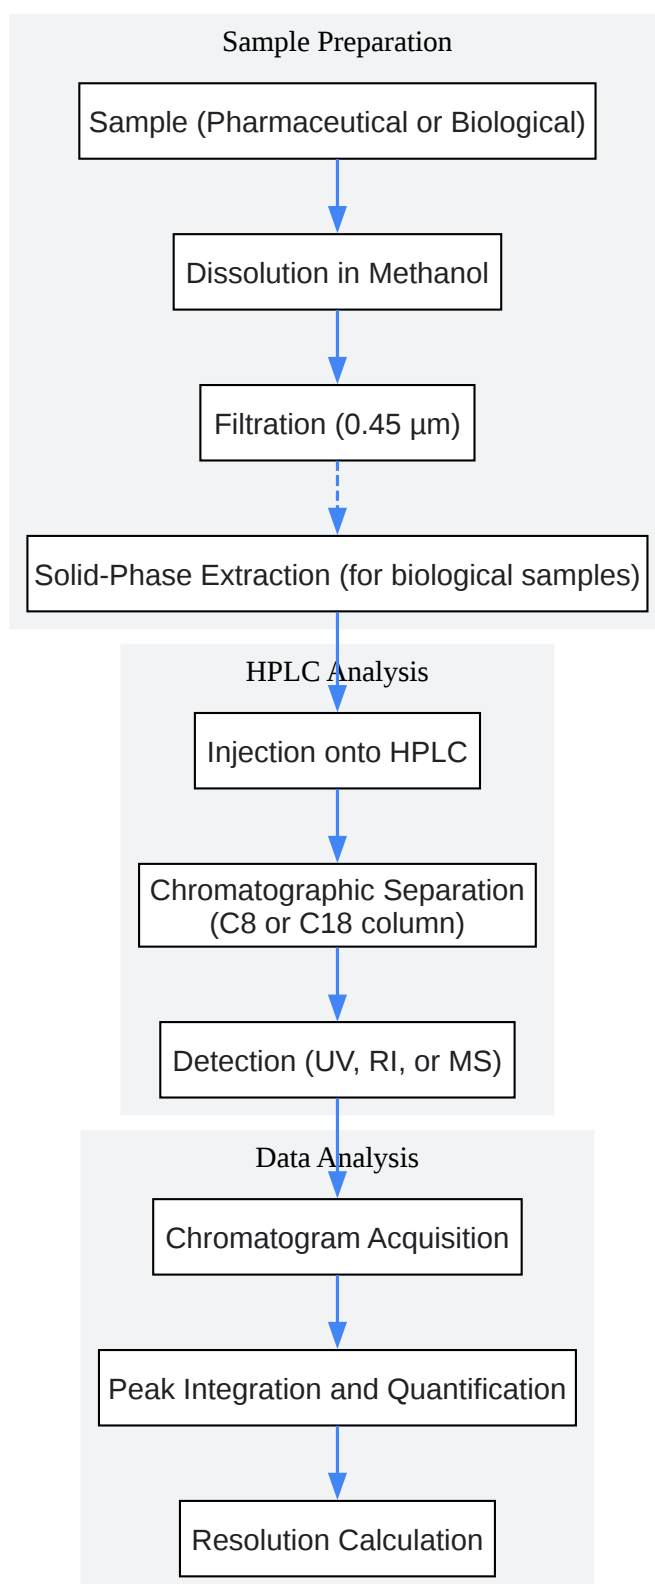 Sample Preparation
Sample (Pharmaceutical or Biological)
Dissolution in Methanol
Filtration (0.45 µm)
Solid-Phase Extraction (for biological samples)
HPLC Analysis
Injection onto HPLC
Chromatographic Separation
(C8 or C18 column)
Detection (UV, RI, or MS)
Data Analysis
Chromatogram Acquisition
Peak Integration and Quantification
Resolution Calculation